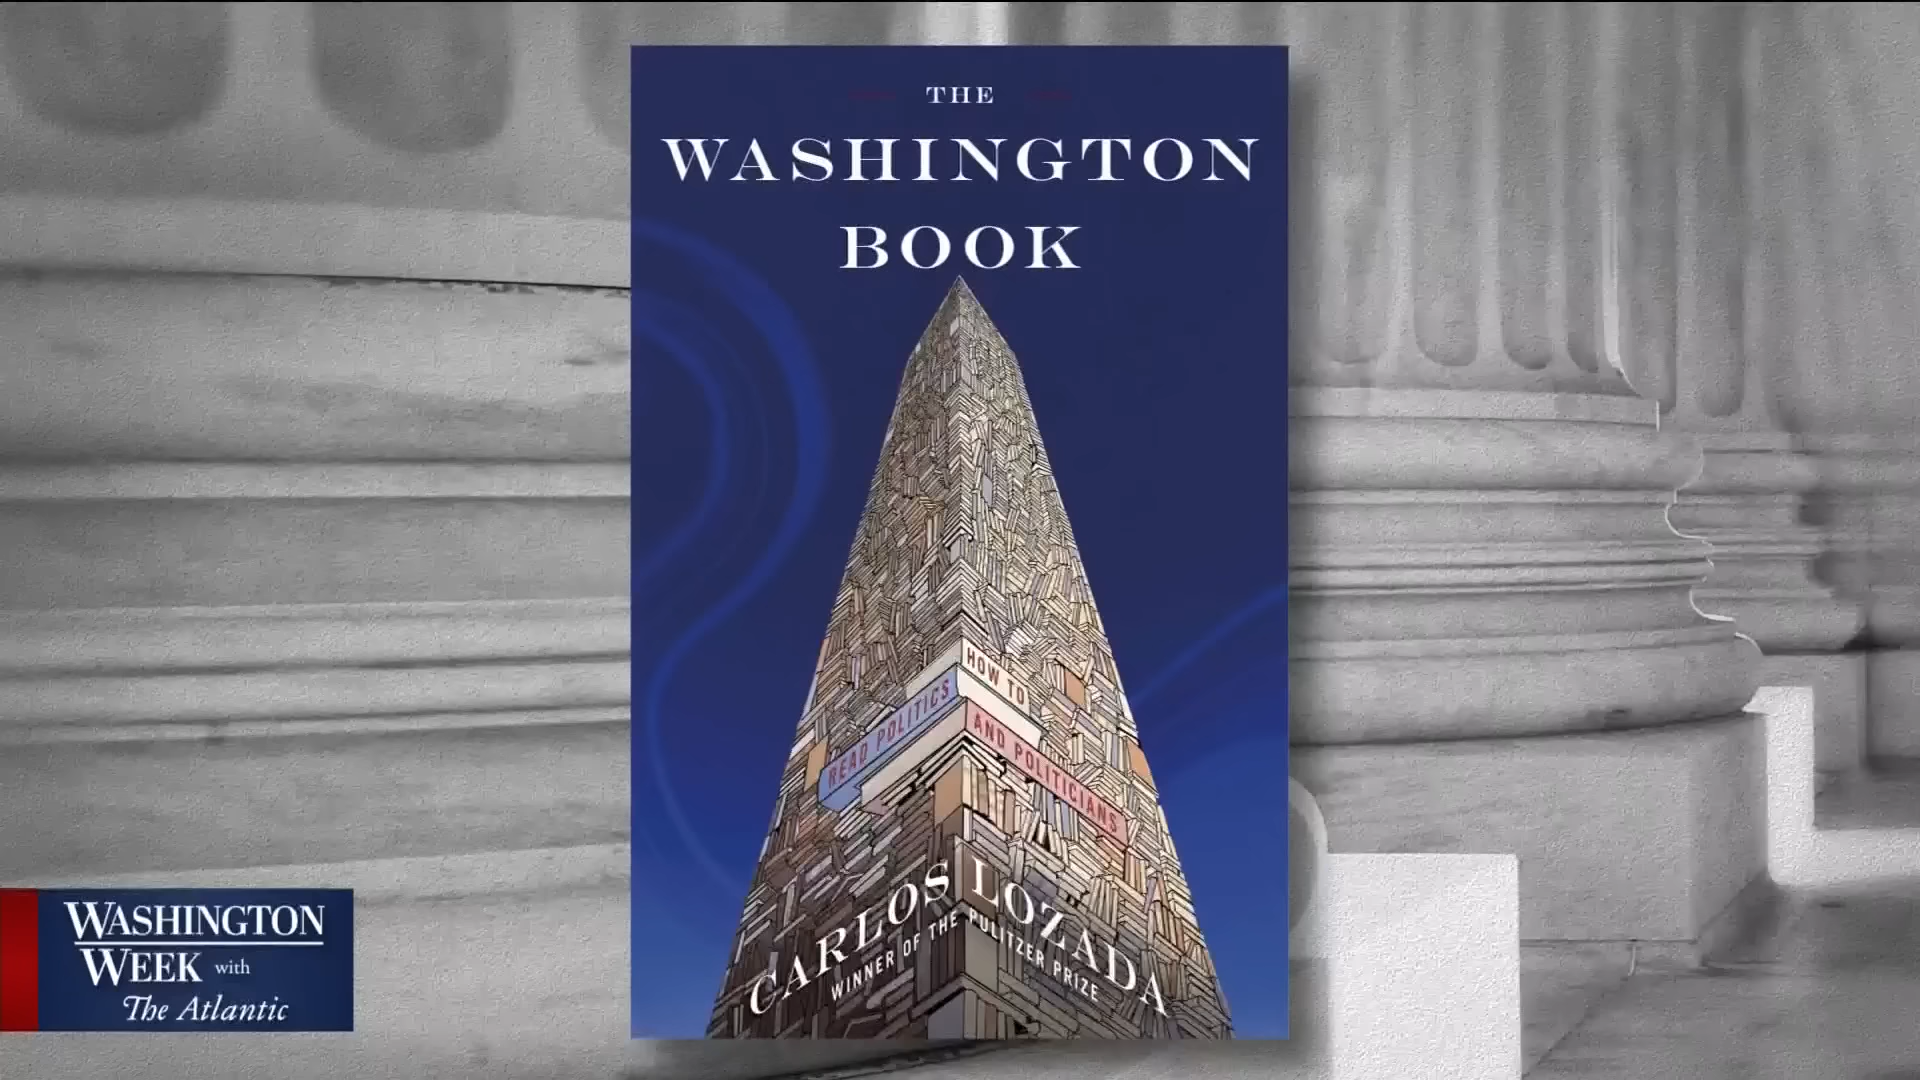 THE
WASHINGTON
BOOK
HOW TO
READ POLITICS
AND POLITICIANS
CARLOS LOZADA
WINNER OF THE PULITZER PRIZE
WASHINGTON
WEEK with
The Atlantic